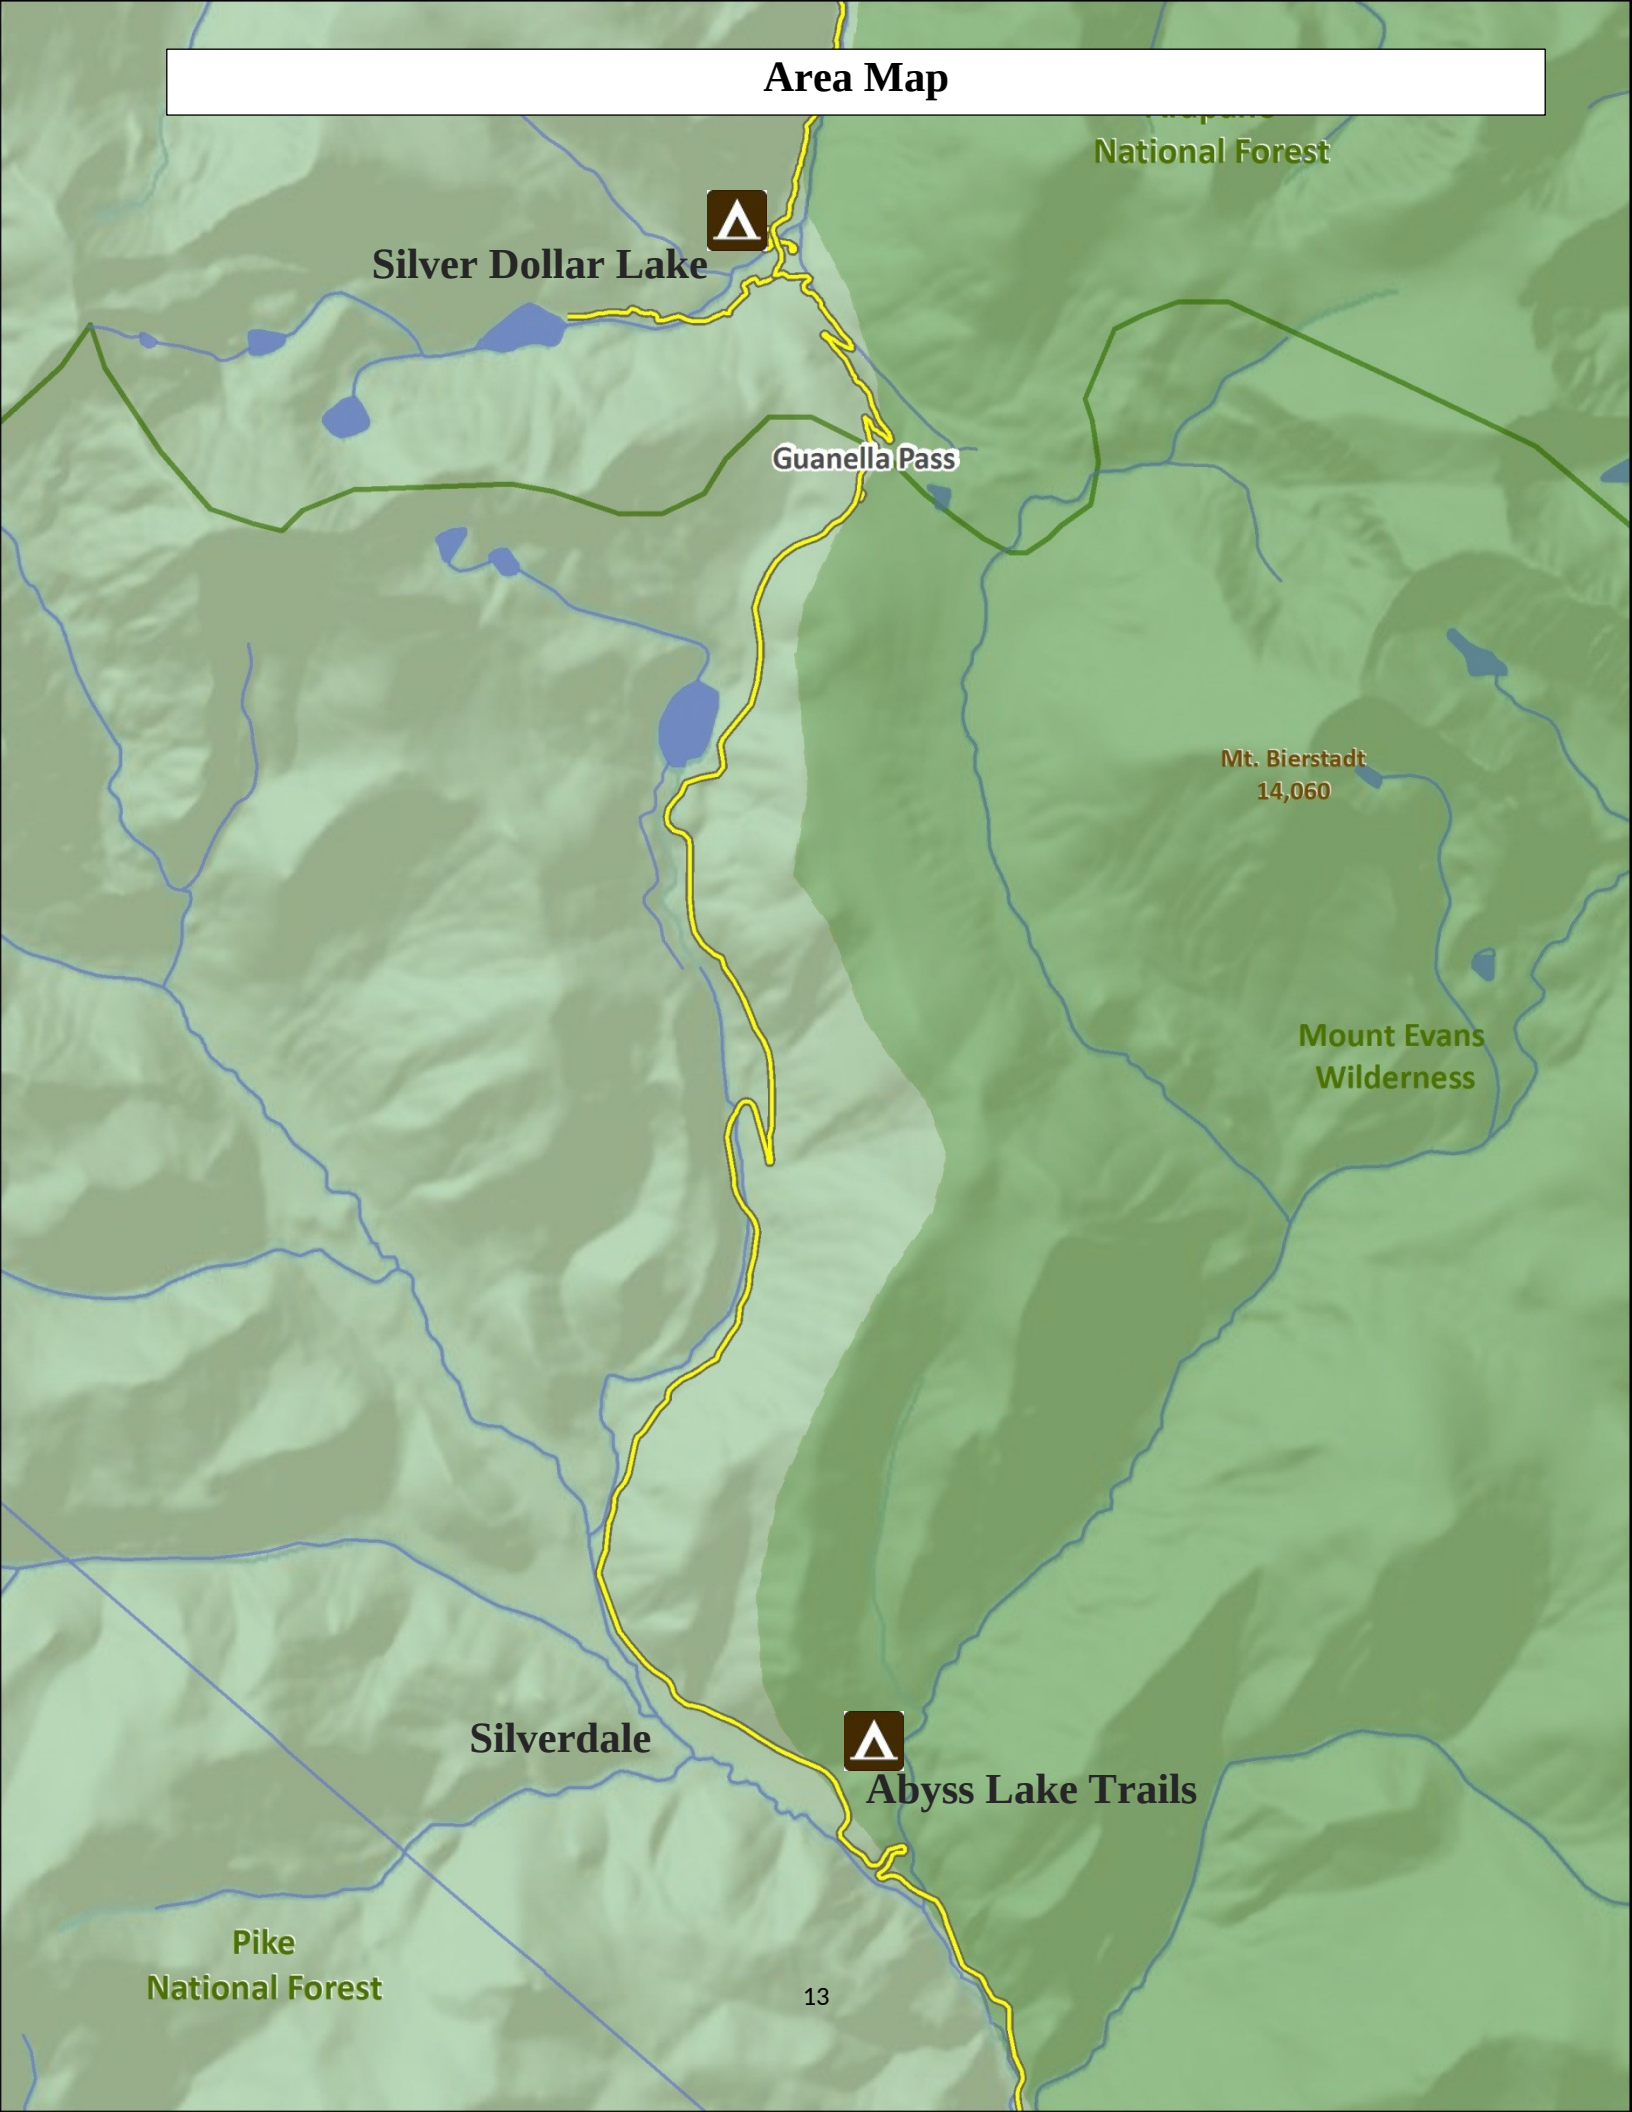 Area Map
National Forest
Silver Dollar Lake
Guanella Pass
Mt. Bierstadt
14,060
Mount Evans
Wilderness
Silverdale
Abyss Lake Trails
Pike
National Forest
13